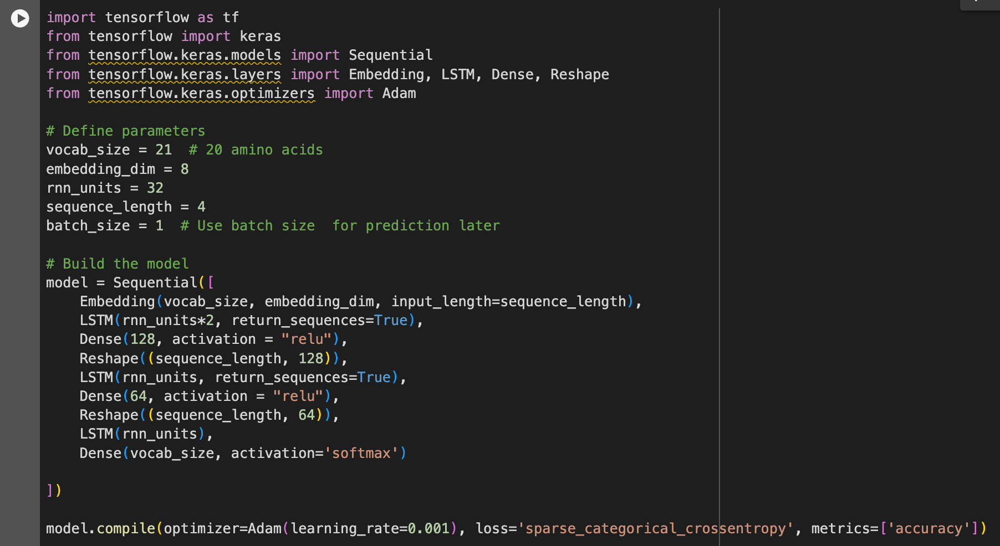 import tensorflow as tf
from tensorflow import keras
from tensorflow.keras.models import Sequential
from tensorflow.keras.layers import Embedding, LSTM, Dense, Reshape
from tensorflow.keras.optimizers import Adam

# Define parameters
vocab_size = 21  # 20 amino acids
embedding_dim = 8
rnn_units = 32
sequence_length = 4
batch_size = 1  # Use batch size  for prediction later

# Build the model
model = Sequential([
    Embedding(vocab_size, embedding_dim, input_length=sequence_length),
    LSTM(rnn_units*2, return_sequences=True),
    Dense(128, activation = "relu"),
    Reshape((sequence_length, 128)),
    LSTM(rnn_units, return_sequences=True),
    Dense(64, activation = "relu"),
    Reshape((sequence_length, 64)),
    LSTM(rnn_units),
    Dense(vocab_size, activation='softmax')

])

model.compile(optimizer=Adam(learning_rate=0.001), loss='sparse_categorical_crossentropy', metrics=['accuracy'])